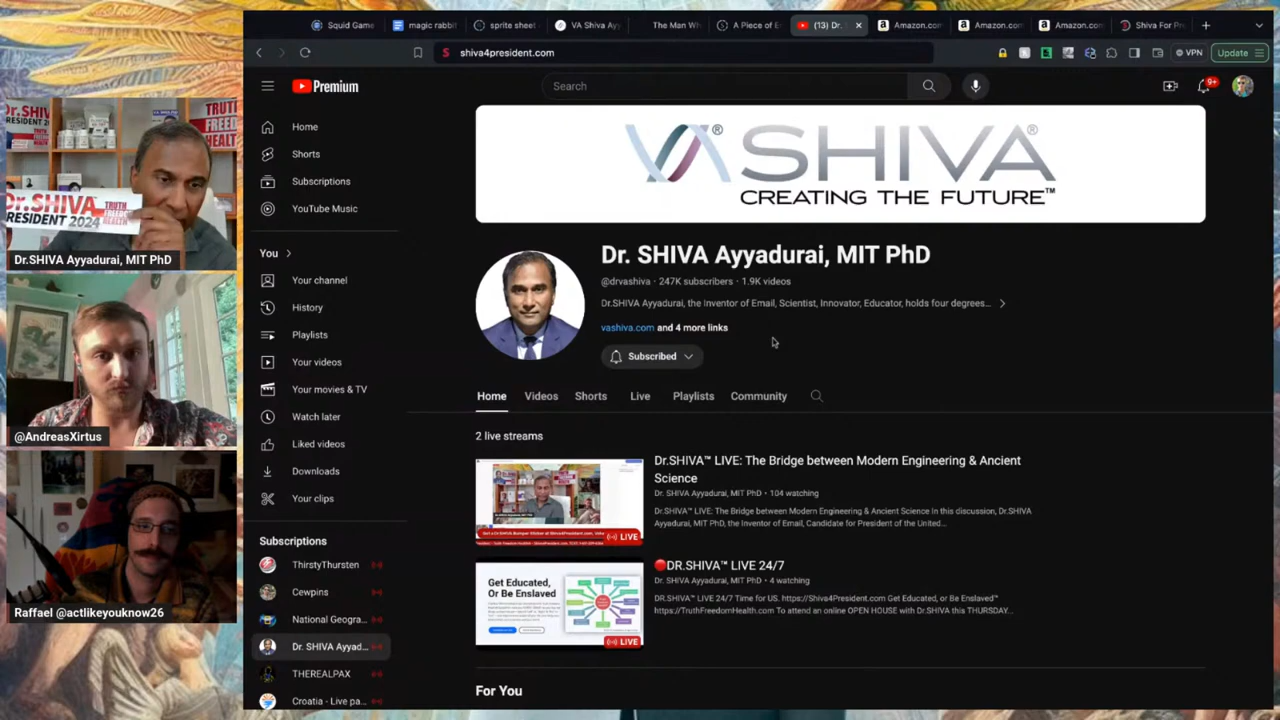 Squid Gam
magic rabbi
sprite sheet
VA Shiva Ayy
The Man Wh
A Piece of E
(13) Dr.
Amazon.com
Amazon.com
Amazon.com
Shiva For Pr
shiva4president.com
VPN
Update
Premium
Search
9+
Home
Shorts
Subscriptions
YouTube Music
You
Your channel
History
Playlists
Your videos
Your movies & TV
Watch later
Liked videos
Downloads
Your clips
Subscriptions
ThirstyThursten
Cewpins
National Geogra...
Dr. SHIVA Ayyad...
THEREALPAX
Croatia - Live pa...
VASHIVA®
CREATING THE FUTURE™
Dr. SHIVA Ayyadurai, MIT PhD
@drvashiva · 247K subscribers · 1.9K videos
Dr.SHIVA Ayyadurai, the Inventor of Email, Scientist, Innovator, Educator, holds four degrees...
vashiva.com and 4 more links
Subscribed
Home
Videos
Shorts
Live
Playlists
Community
2 live streams
Dr.SHIVA™ LIVE: The Bridge between Modern Engineering & Ancient
Science
Dr. SHIVA Ayyadurai, MIT PhD · 104 watching
Dr.SHIVA™ LIVE: The Bridge between Modern Engineering & Ancient Science In this discussion, Dr.SHIVA
Ayyadurai, MIT PhD, the Inventor of Email, Candidate for President of the United...
LIVE
DR.SHIVA™ LIVE 24/7
Dr. SHIVA Ayyadurai, MIT PhD · 4 watching
DR.SHIVA™ LIVE 24/7 Time for US. https://Shiva4President.com Get Educated, or Be Enslaved™
https://TruthFreedomHealth.com To attend an online OPEN HOUSE with Dr.SHIVA this THURSDAY...
Get Educated,
Or Be Enslaved
LIVE
For You
Dr.SHIVA
RESIDENT 2024
TRUTH
FREED
HEALT
Dr.SHIVA Ayyadurai, MIT PhD
@AndreasXirtus
Raffael @actlikeyouknow26